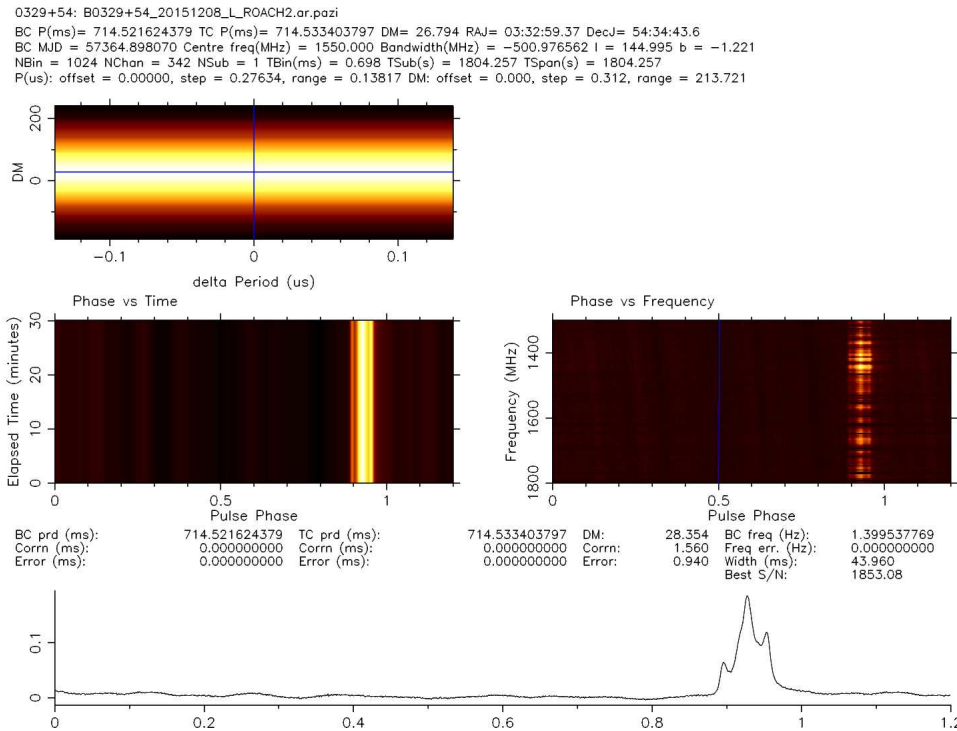 0329+54: B0329+54_20151208_L_ROACH2.ar.pazi
BC P(ms)= 714.521624379 TC P(ms)= 714.533403797 DM= 26.794 RAJ= 03:32:59.37 DecJ= 54:34:43.6
BC MJD = 57364.898070 Centre freq(MHz) = 1550.000 Bandwidth(MHz) = -500.976562 l = 144.995 b = -1.221
NBin = 1024 NChan = 342 NSub = 1 TBin(ms) = 0.698 TSub(s) = 1804.257 TSpan(s) = 1804.257
P(us): offset = 0.00000, step = 0.27634, range = 0.13817 DM: offset = 0.000, step = 0.312, range = 213.721
200
0
DM
-0.1 0 0.1
delta Period (us)
Phase vs Time
30
20
10
0
Elapsed Time (minutes)
0 0.5 1
Pulse Phase
Phase vs Frequency
1400
1600
1800
Frequency (MHz)
0 0.5 1
Pulse Phase
BC prd (ms): 714.521624379 TC prd (ms): 714.533403797 DM: 28.354 BC freq (Hz): 1.399537769
Corrn (ms): 0.000000000 Corrn (ms): 0.000000000 Corrn: 1.560 Freq err. (Hz): 0.000000000
Error (ms): 0.000000000 Error (ms): 0.000000000 Error: 0.940 Width (ms): 43.960
Best S/N: 1853.08
0.1
0
0 0.2 0.4 0.6 0.8 1 1.2